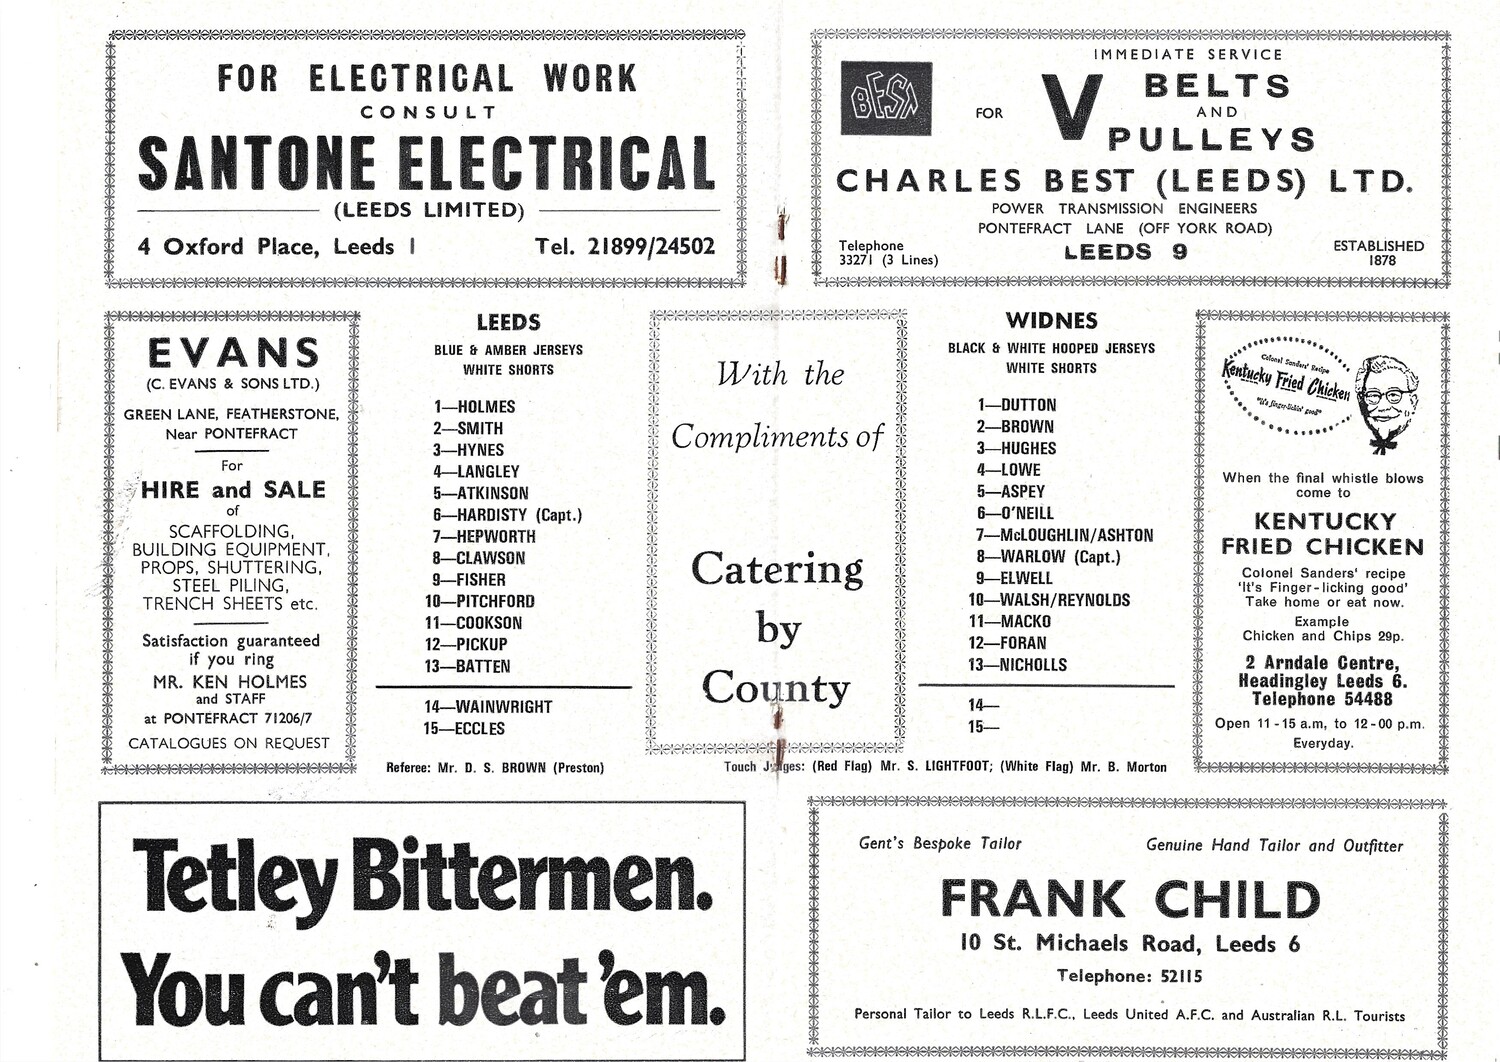 FOR ELECTRICAL WORK
CONSULT
SANTONE ELECTRICAL
(LEEDS LIMITED)
4 Oxford Place, Leeds 1 Tel. 21899/24502
BESN
IMMEDIATE SERVICE
FOR V BELTS
AND
PULLEYS
CHARLES BEST (LEEDS) LTD.
POWER TRANSMISSION ENGINEERS
PONTEFRACT LANE (OFF YORK ROAD)
LEEDS 9
Telephone
33271 (3 Lines)
ESTABLISHED
1878
EVANS
(C. EVANS & SONS LTD.)
GREEN LANE, FEATHERSTONE,
Near PONTEFRACT
For
HIRE and SALE
of
SCAFFOLDING,
BUILDING EQUIPMENT,
PROPS, SHUTTERING,
STEEL PILING,
TRENCH SHEETS etc.
Satisfaction guaranteed
if you ring
MR. KEN HOLMES
and STAFF
at PONTEFRACT 71206/7
CATALOGUES ON REQUEST
LEEDS
BLUE & AMBER JERSEYS
WHITE SHORTS
1—HOLMES
2—SMITH
3—HYNES
4—LANGLEY
5—ATKINSON
6—HARDISTY (Capt.)
7—HEPWORTH
8—CLAWSON
9—FISHER
10—PITCHFORD
11—COOKSON
12—PICKUP
13—BATTEN
14—WAINWRIGHT
15—ECCLES
Referee: Mr. D. S. BROWN (Preston)
With the
Compliments of
Catering
by
County
WIDNES
BLACK & WHITE HOOPED JERSEYS
WHITE SHORTS
1—DUTTON
2—BROWN
3—HUGHES
4—LOWE
5—ASPEY
6—O'NEILL
7—McLOUGHLIN/ASHTON
8—WARLOW (Capt.)
9—ELWELL
10—WALSH/REYNOLDS
11—MACKO
12—FORAN
13—NICHOLLS
14—
15—
Touch Judges: (Red Flag) Mr. S. LIGHTFOOT; (White Flag) Mr. B. Morton
Colonel Sanders' Recipe
Kentucky Fried Chicken
"it's finger-lickin' good"
When the final whistle blows
come to
KENTUCKY
FRIED CHICKEN
Colonel Sanders' recipe
'It's Finger-licking good'
Take home or eat now.
Example
Chicken and Chips 29p.
2 Arndale Centre,
Headingley Leeds 6.
Telephone 54488
Open 11-15 a.m, to 12-00 p.m.
Everyday.
Tetley Bittermen.
You can't beat 'em.
Gent's Bespoke Tailor Genuine Hand Tailor and Outfitter
FRANK CHILD
10 St. Michaels Road, Leeds 6
Telephone: 52115
Personal Tailor to Leeds R.L.F.C., Leeds United A.F.C. and Australian R.L. Tourists